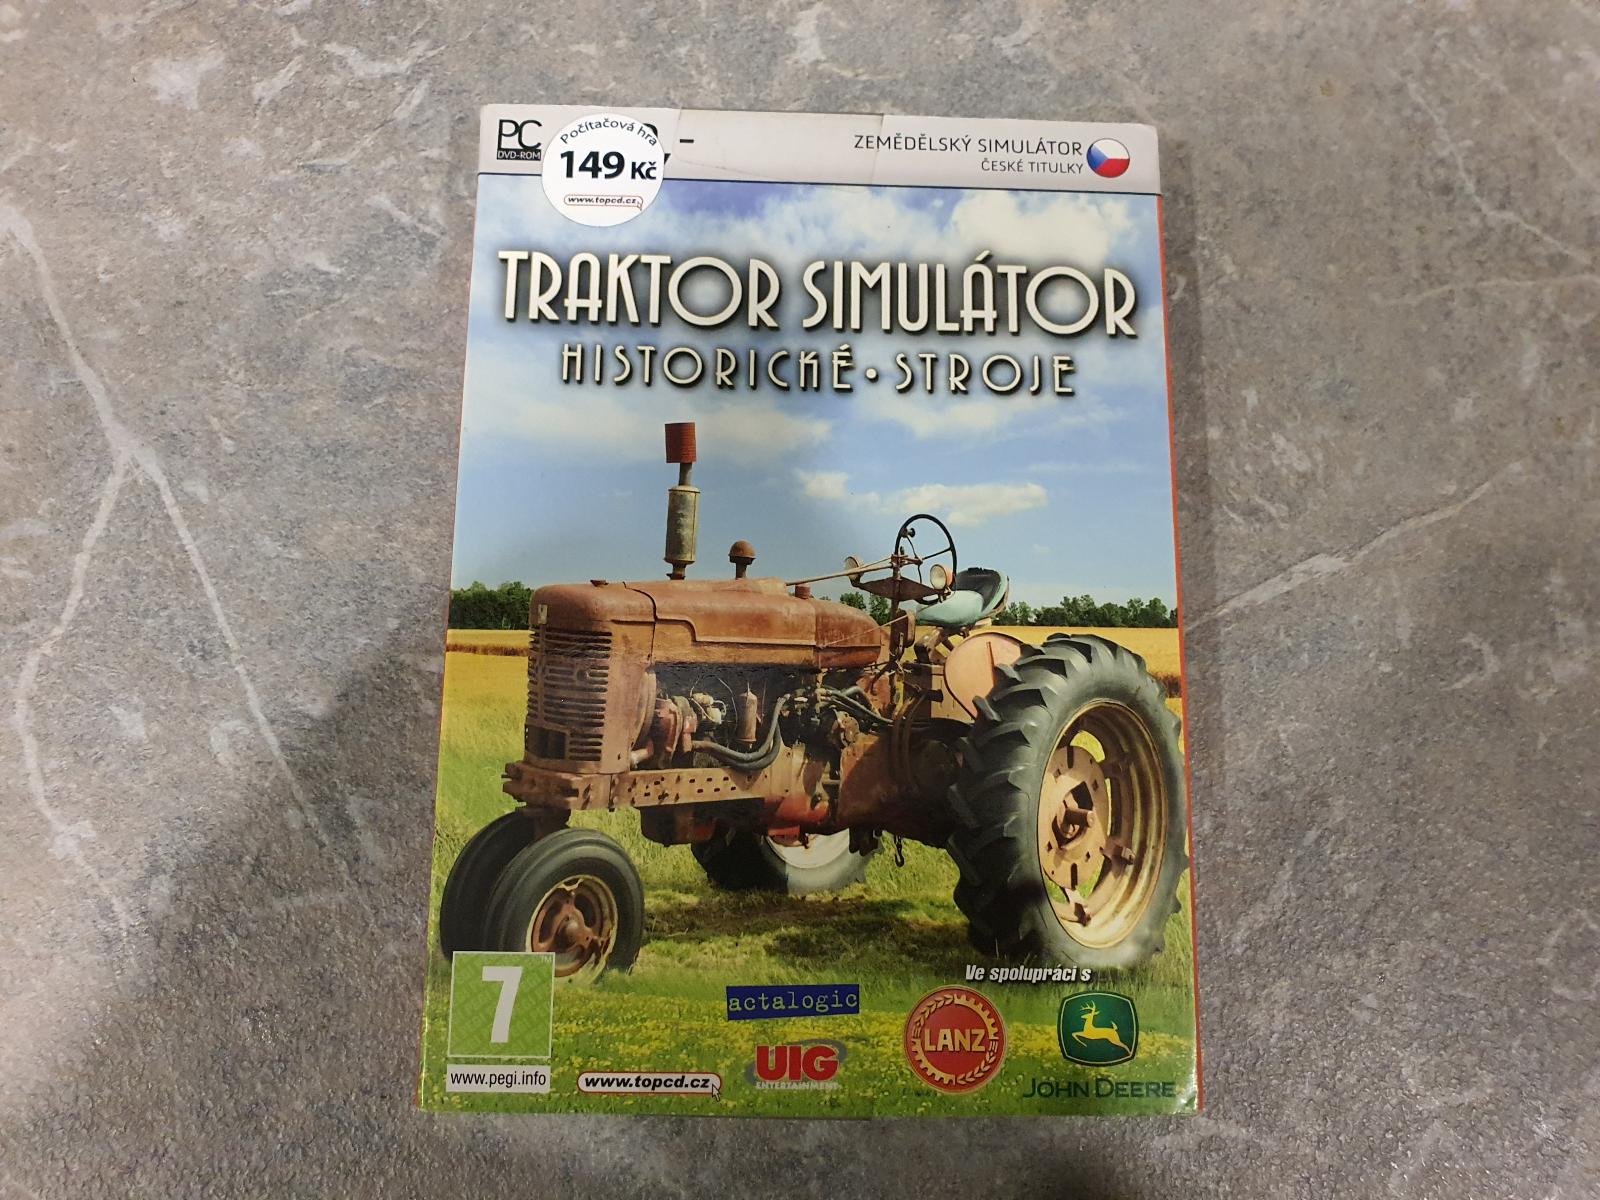 PC
DVD-ROM
Počítačová hra
149 Kč
www.topcd.cz
ZEMĚDĚLSKÝ SIMULÁTOR
ČESKÉ TITULKY
TRAKTOR SIMULÁTOR
HISTORICKÉ • STROJE
7
www.pegi.info
www.topcd.cz
actalogic
UIG
ENTERTAINMENT
Ve spolupráci s
LANZ
JOHN DEERE